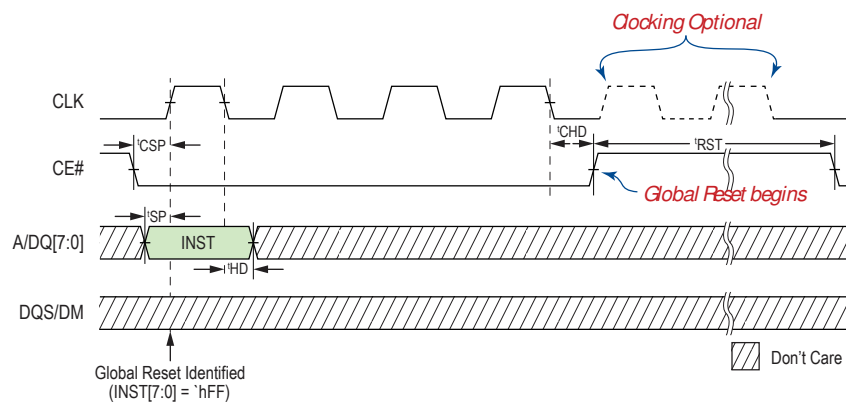 Clocking Optional
CLK
tCHD
tCSP
tRST
CE#
Global Reset begins
tSP
A/DQ[7:0]
INST
tHD
DQS/DM
Global Reset Identified
(INST[7:0] = `hFF)
Don't Care